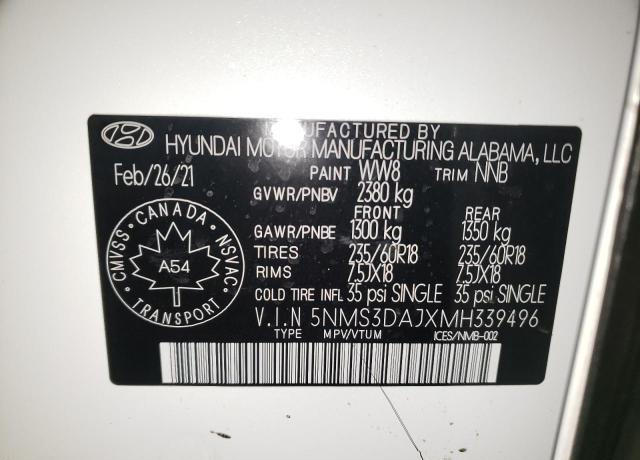 MANUFACTURED BY
HYUNDAI MOTOR MANUFACTURING ALABAMA, LLC
Feb/26/21
PAINT WW8 TRIM NNB
GVWR/PNBV 2380 kg
FRONT REAR
GAWR/PNBE 1300 kg 1350 kg
TIRES 235/60R18 235/60R18
RIMS 7.5JX18 7.5JX18
COLD TIRE INFL 35 psi SINGLE 35 psi SINGLE
CANADA
CMVSS NSVAC
A54
TRANSPORT
V.I.N 5NMS3DAJXMH339496
TYPE MPV/VTUM ICES/NMB-002